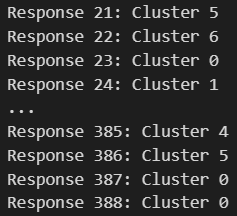 Response 21: Cluster 5
Response 22: Cluster 6
Response 23: Cluster 0
Response 24: Cluster 1
...
Response 385: Cluster 4
Response 386: Cluster 5
Response 387: Cluster 0
Response 388: Cluster 0